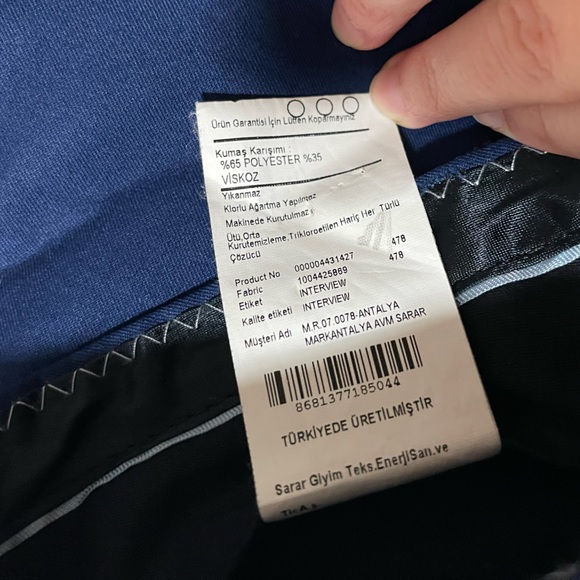 Ürün Garantisi İçin Lütfen Koparmayınız
Kumaş Karışımı :
%65 POLYESTER %35
VİSKOZ
Yıkanmaz
Klorlu Ağartma Yapılmaz
Makinede Kurutulmaz
Ütü,Orta
Kurutemizleme,Trikloroetilen Hariç Her Türlü
Çözücü 478
Product No 000004431427 478
Fabric 1004425869
Etiket INTERVIEW
Kalite etiketi INTERVIEW
Müşteri Adı M.R.07.0078-ANTALYA
MARKANTALYA AVM SARAR
8681377185044
TÜRKİYEDE ÜRETİLMİŞTİR
Sarar Giyim Teks.EnerjiSan.ve
Tic.A.ş